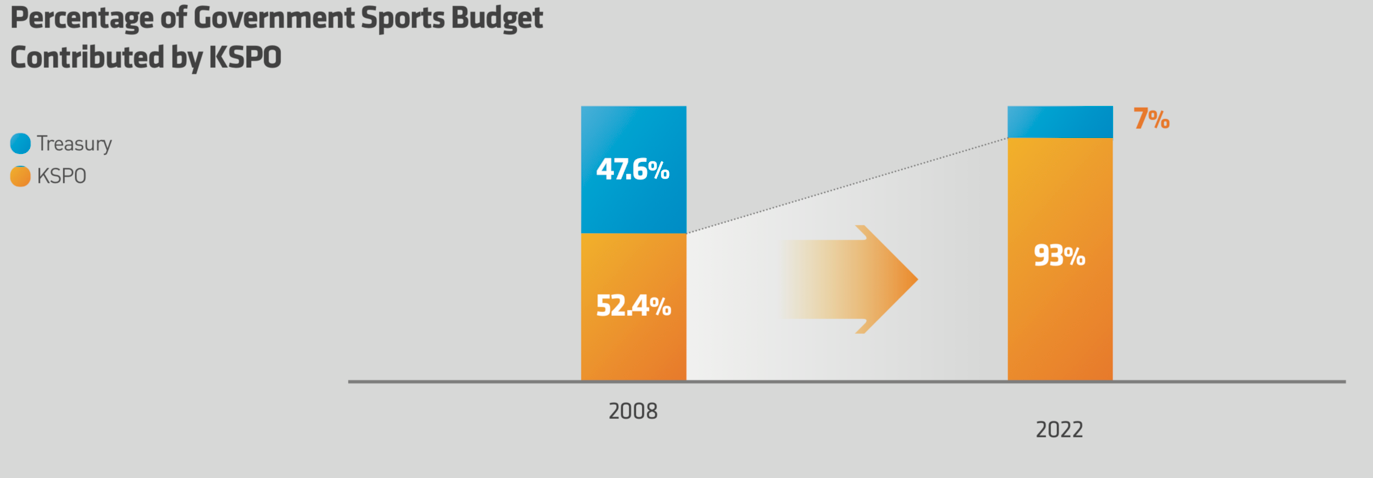 Percentage of Government Sports Budget
Contributed by KSPO
Treasury
KSPO
47.6%
52.4%
7%
93%
2008
2022